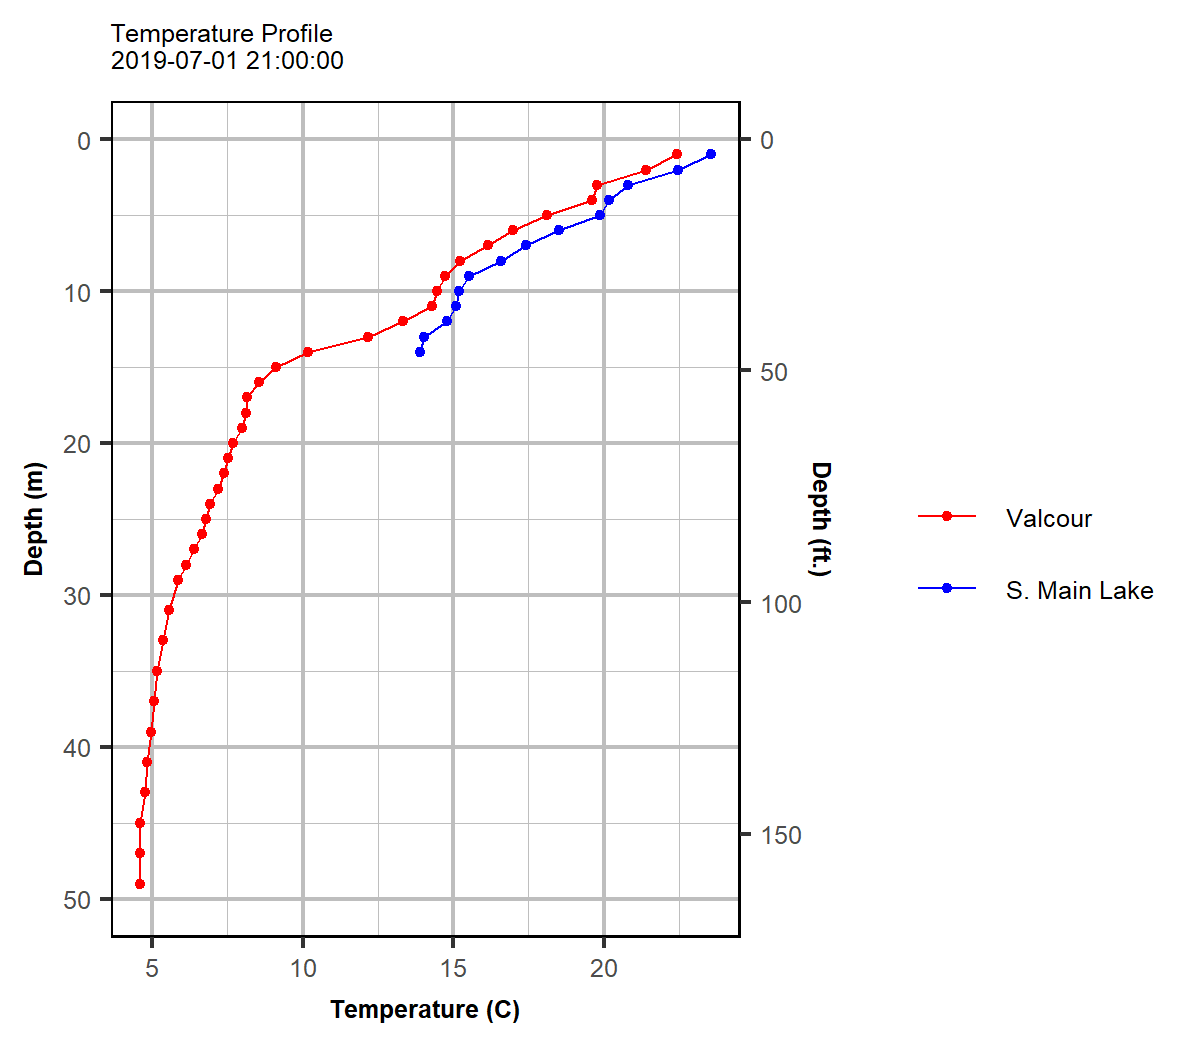 Temperature Profile
2019-07-01 21:00:00
0
10
20
30
40
50
Depth (m)
0
50
100
150
Depth (ft.)
5 10 15 20
Temperature (C)
Valcour
S. Main Lake